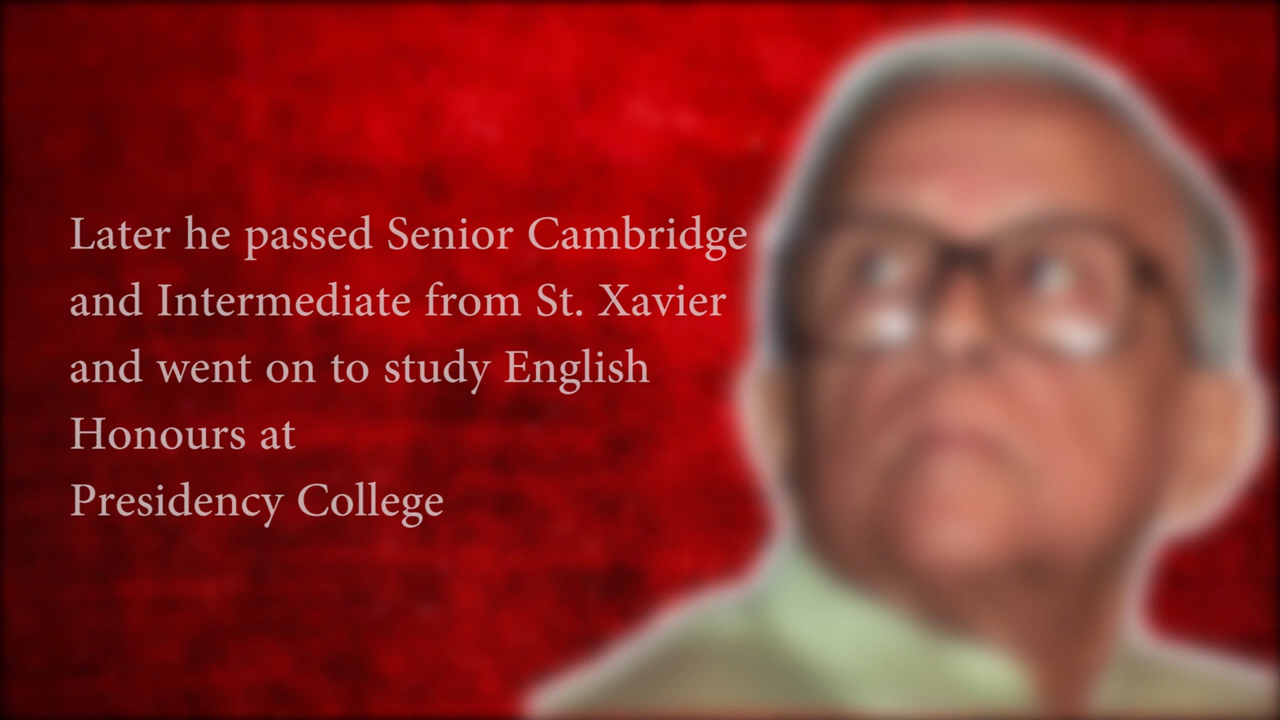 Later he passed Senior Cambridge
and Intermediate from St. Xavier
and went on to study English
Honours at
Presidency College